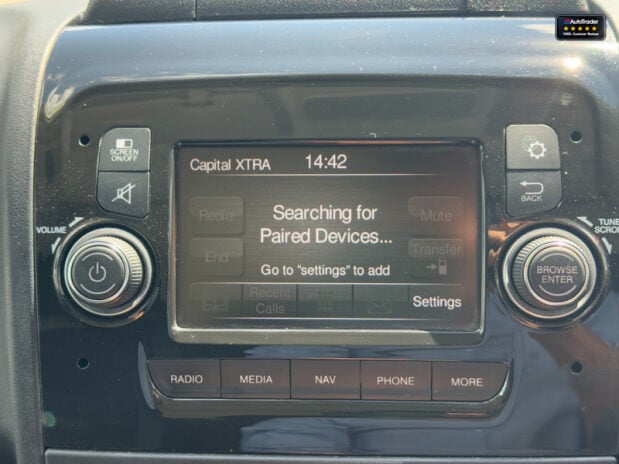 AutoTrader
SCREEN
ON/OFF
Capital XTRA 14:42
BACK
VOLUME
TUNE
SCROLL
Redial
Searching for
Paired Devices...
Mute
End
Go to "settings" to add
Transfer
Recent
Calls
Settings
BROWSE
ENTER
RADIO
MEDIA
NAV
PHONE
MORE